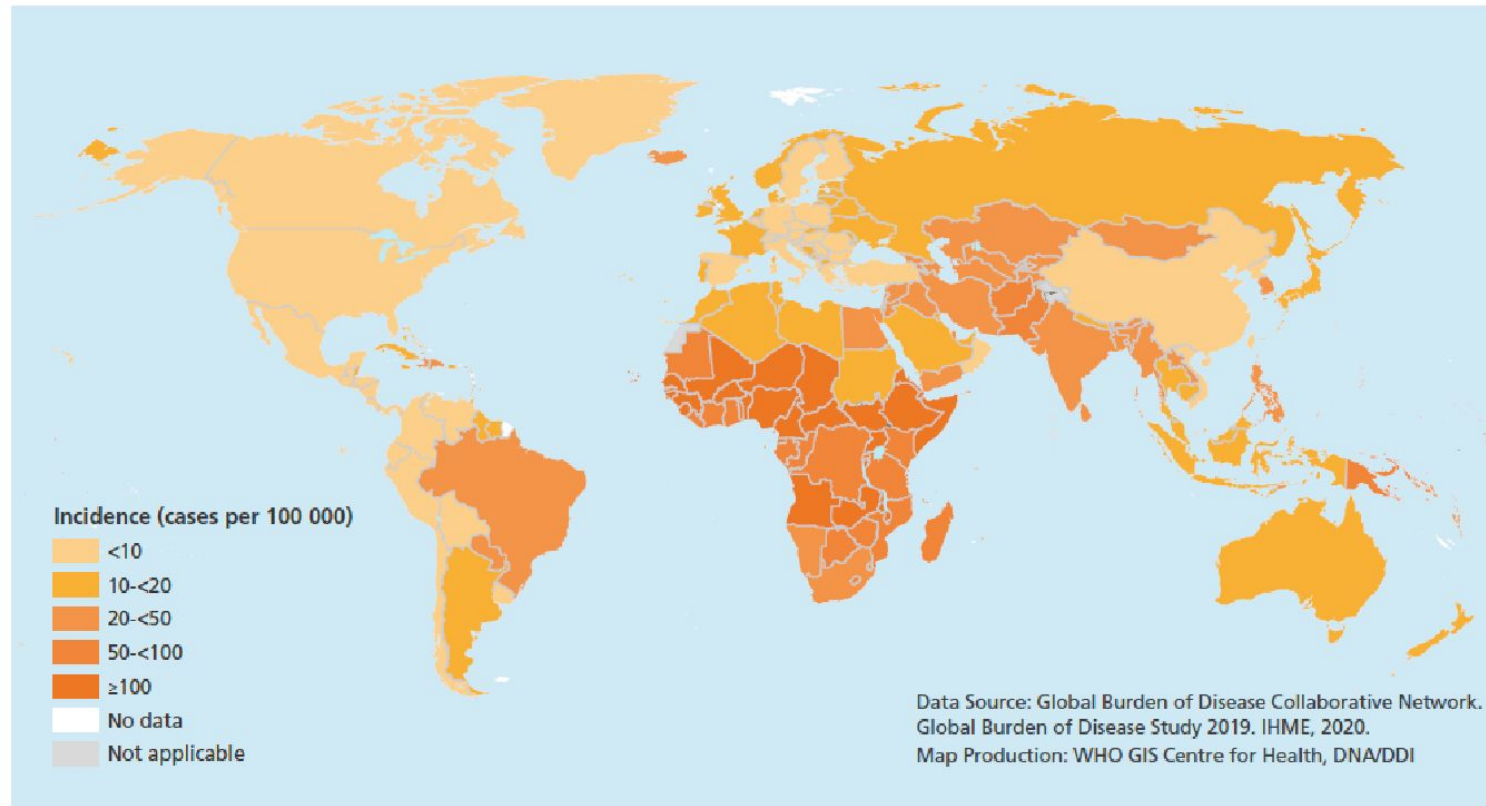 Incidence (cases per 100 000)
<10
10-<20
20-<50
50-<100
≥100
No data
Not applicable
Data Source: Global Burden of Disease Collaborative Network.
Global Burden of Disease Study 2019. IHME, 2020.
Map Production: WHO GIS Centre for Health, DNA/DDI